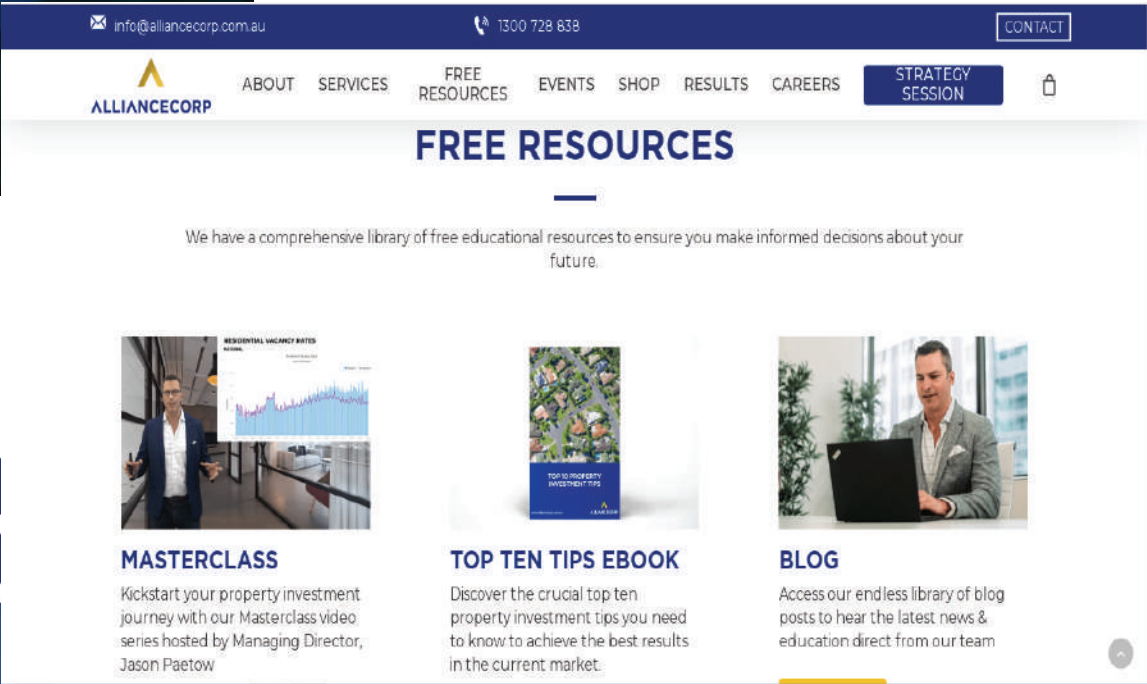 info@alliancecorp.com.au
1300 728 838
CONTACT
ALLIANCECORP
ABOUT
SERVICES
FREE
RESOURCES
EVENTS
SHOP
RESULTS
CAREERS
STRATEGY
SESSION
FREE RESOURCES
We have a comprehensive library of free educational resources to ensure you make informed decisions about your
future.
RESIDENTIAL VACANCY RATES
TOP 10 PROPERTY
INVESTMENT TIPS
MASTERCLASS
Kickstart your property investment
journey with our Masterclass video
series hosted by Managing Director,
Jason Paetow
TOP TEN TIPS EBOOK
Discover the crucial top ten
property investment tips you need
to know to achieve the best results
in the current market.
BLOG
Access our endless library of blog
posts to hear the latest news &
education direct from our team